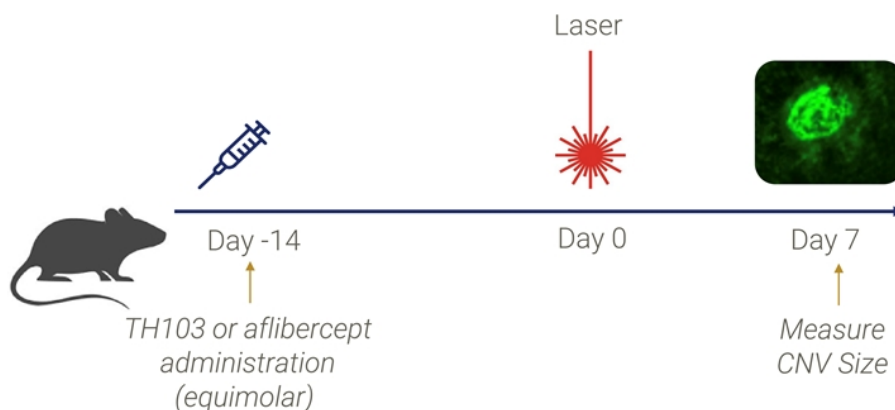 Laser
Day -14
Day 0
Day 7
TH103 or aflibercept
administration
(equimolar)
Measure
CNV Size